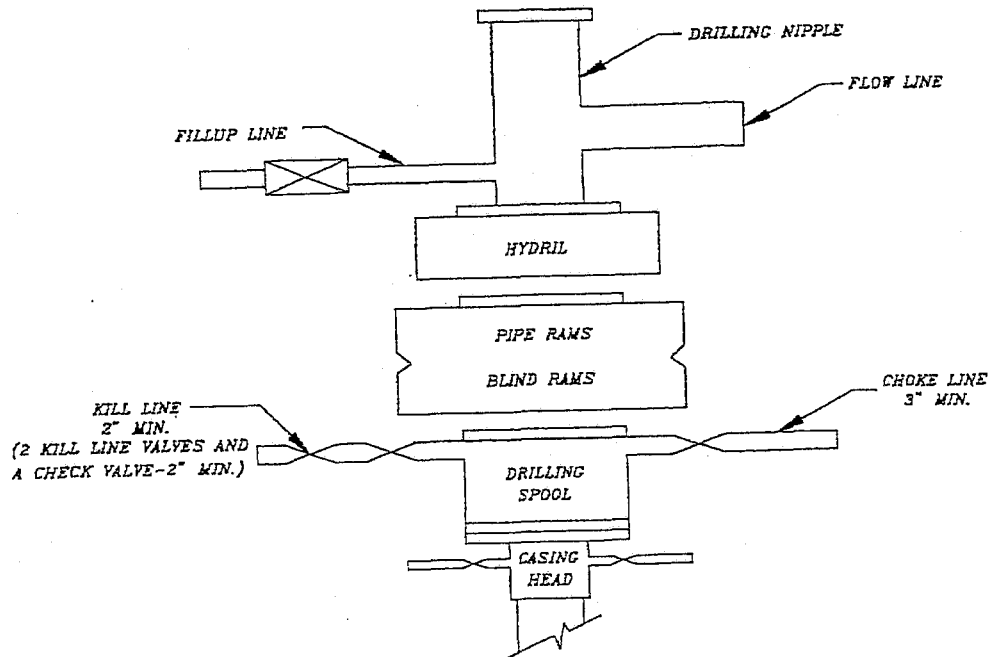 DRILLING NIPPLE
FLOW LINE
FILLUP LINE
HYDRIL
PIPE RAMS
BLIND RAMS
CHOKE LINE
3" MIN.
KILL LINE
2" MIN.
(2 KILL LINE VALVES AND
A CHECK VALVE-2" MIN.)
DRILLING
SPOOL
CASING
HEAD